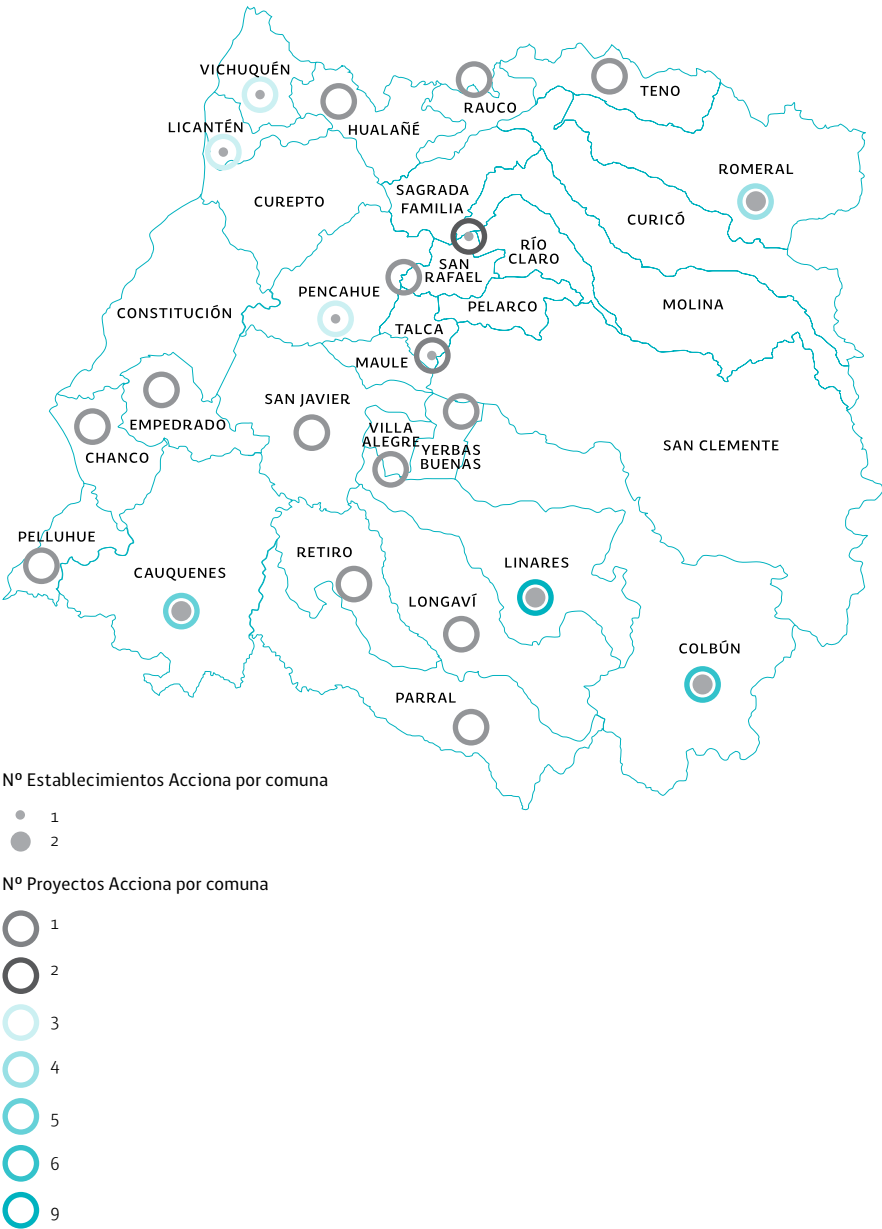 VICHUQUÉN
TENO
RAUCO
LICANTÉN
HUALAÑÉ
ROMERAL
SAGRADA
FAMILIA
CUREPTO
CURICÓ
RÍO
CLARO
SAN
RAFAEL
PENCAHUE
MOLINA
PELARCO
CONSTITUCIÓN
TALCA
MAULE
SAN JAVIER
EMPEDRADO
VILLA
ALEGRE
YERBAS
BUENAS
SAN CLEMENTE
CHANCO
PELLUHUE
RETIRO
LINARES
CAUQUENES
LONGAVÍ
COLBÚN
PARRAL
Nº Establecimientos Acciona por comuna
1
2
Nº Proyectos Acciona por comuna
1
2
3
4
5
6
9